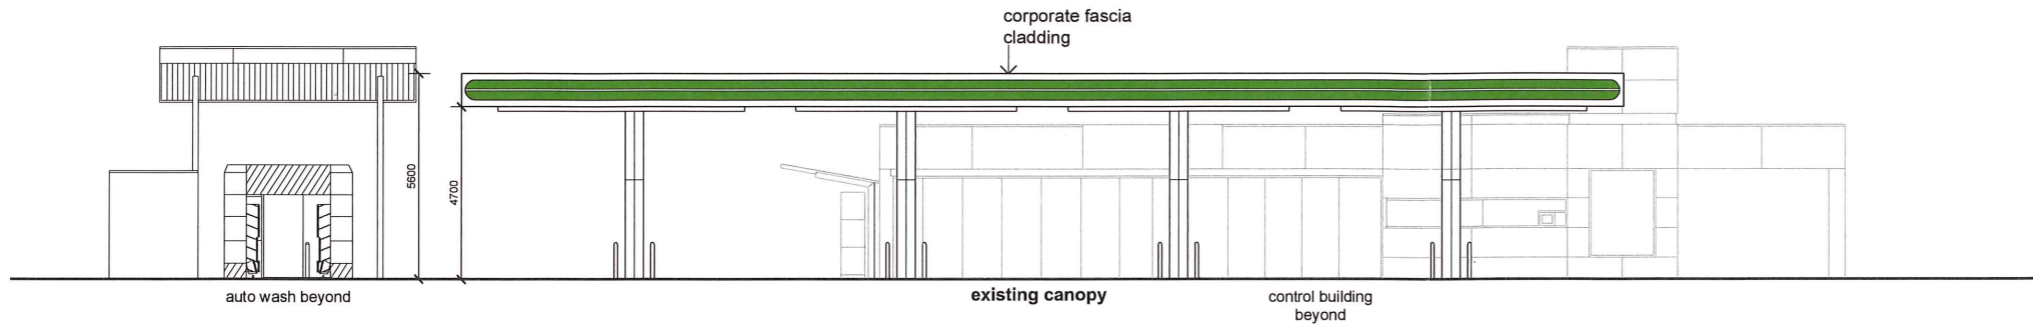 corporate fascia
cladding
5600
4700
auto wash beyond
existing canopy
control building
beyond